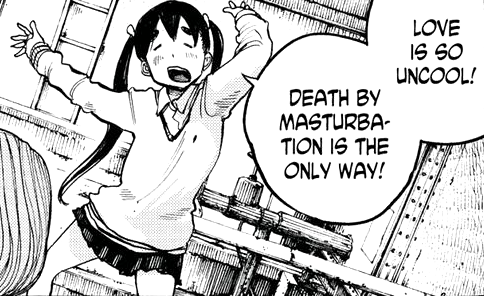 LOVE
IS SO
UNCOOL!
DEATH BY
MASTURBA-
TION IS THE
ONLY WAY!